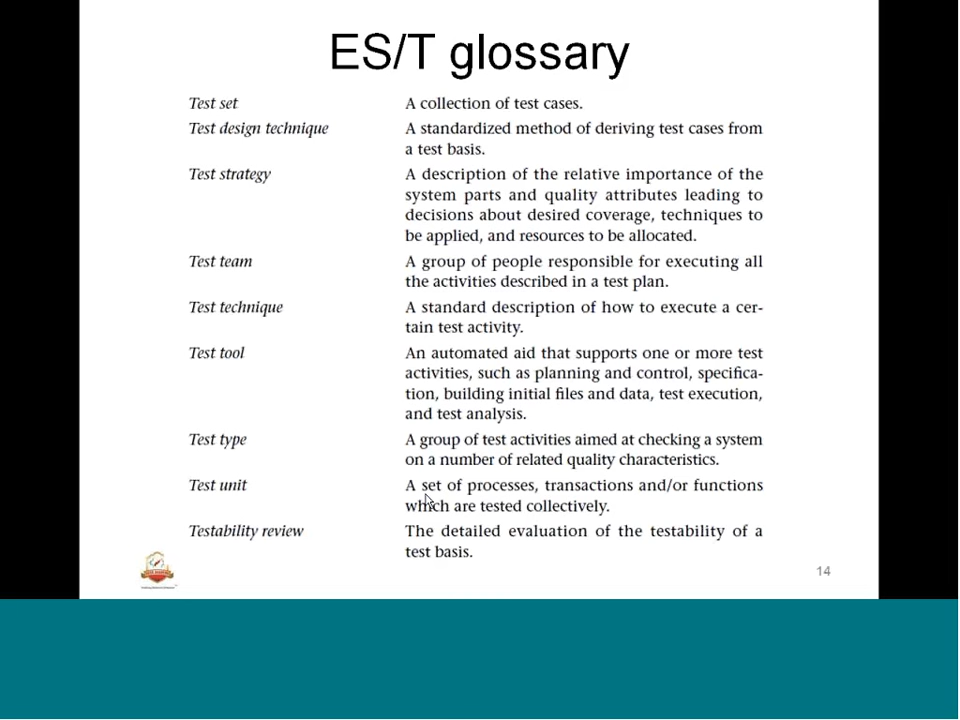 ES/T glossary
Test set A collection of test cases.
Test design technique A standardized method of deriving test cases from
a test basis.
Test strategy A description of the relative importance of the
system parts and quality attributes leading to
decisions about desired coverage, techniques to
be applied, and resources to be allocated.
Test team A group of people responsible for executing all
the activities described in a test plan.
Test technique A standard description of how to execute a cer-
tain test activity.
Test tool An automated aid that supports one or more test
activities, such as planning and control, specifica-
tion, building initial files and data, test execution,
and test analysis.
Test type A group of test activities aimed at checking a system
on a number of related quality characteristics.
Test unit A set of processes, transactions and/or functions
which are tested collectively.
Testability review The detailed evaluation of the testability of a
test basis.
14